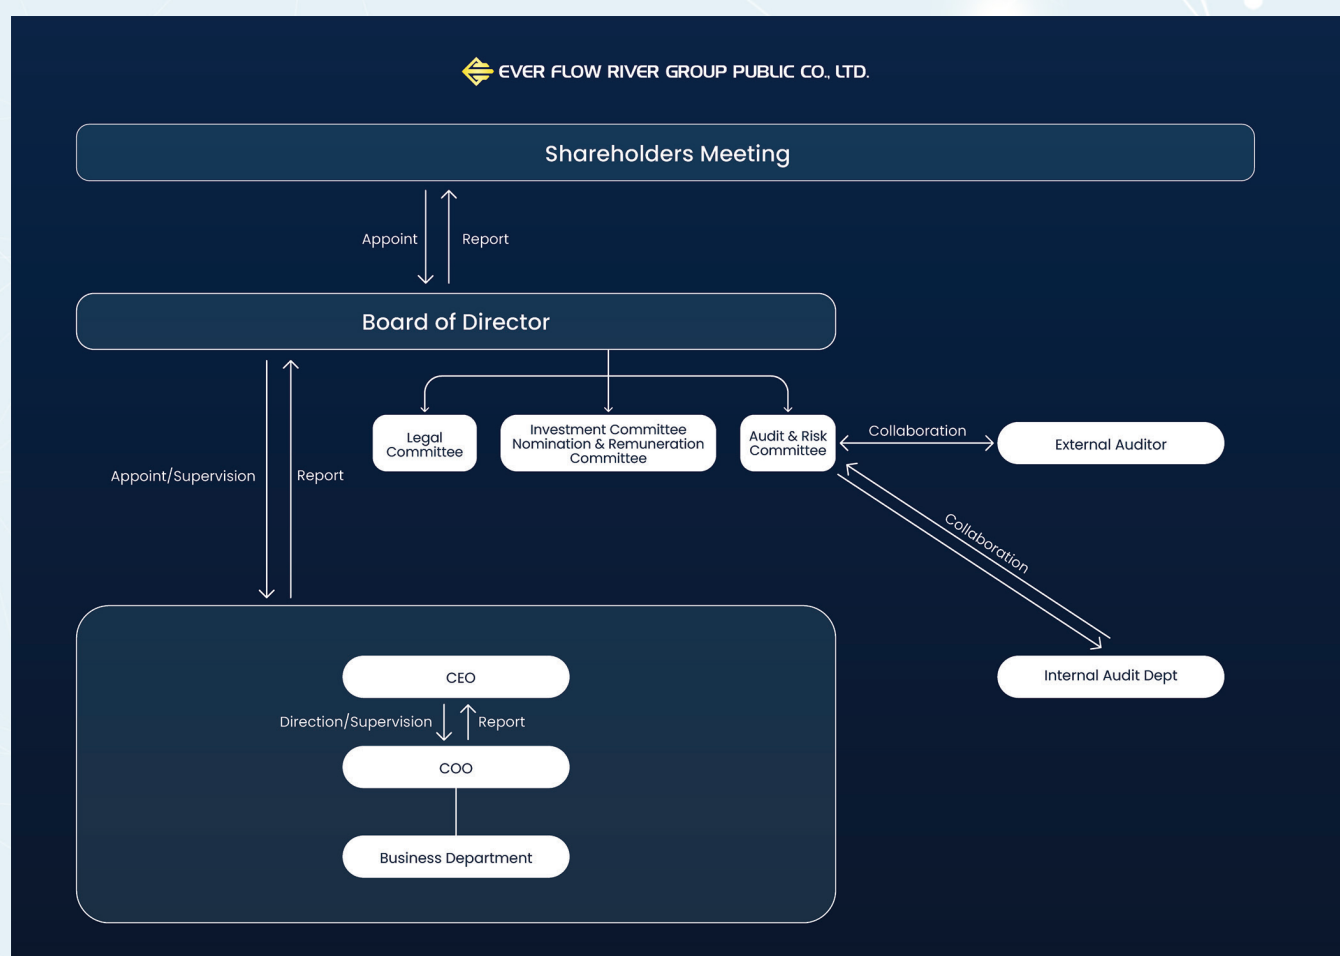 EVER FLOW RIVER GROUP PUBLIC CO., LTD.
Shareholders Meeting
Appoint
Report
Board of Director
Legal
Committee
Investment Committee
Nomination & Remuneration
Committee
Audit & Risk
Committee
Collaboration
External Auditor
Appoint/Supervision
Report
Collaboration
Internal Audit Dept
CEO
Direction/Supervision
Report
COO
Business Department